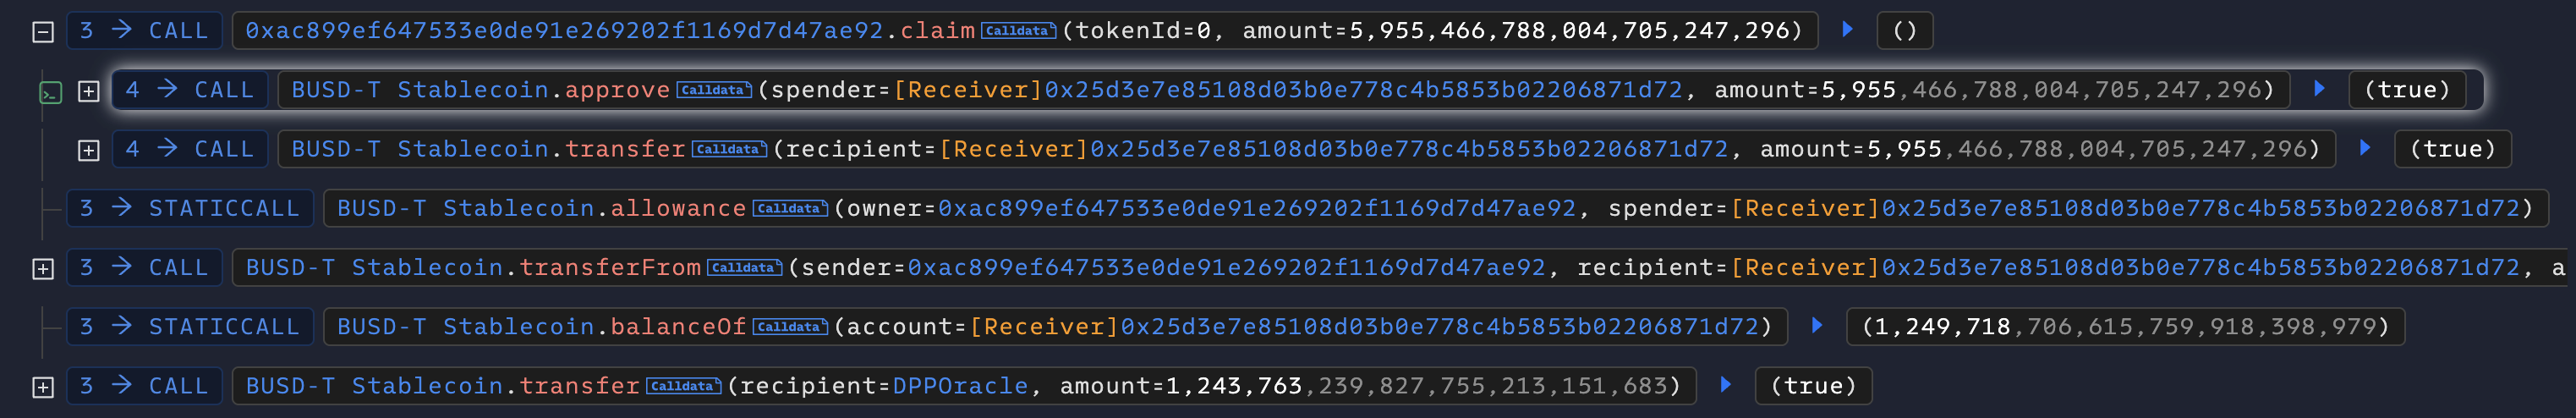 3 → CALL 0xac899ef647533e0de91e269202f1169d7d47ae92.claim Calldata (tokenId=0, amount=5,955,466,788,004,705,247,296) ()
4 → CALL BUSD-T Stablecoin.approve Calldata (spender=[Receiver]0x25d3e7e85108d03b0e778c4b5853b02206871d72, amount=5,955,466,788,004,705,247,296) (true)
4 → CALL BUSD-T Stablecoin.transfer Calldata (recipient=[Receiver]0x25d3e7e85108d03b0e778c4b5853b02206871d72, amount=5,955,466,788,004,705,247,296) (true)
3 → STATICCALL BUSD-T Stablecoin.allowance Calldata (owner=0xac899ef647533e0de91e269202f1169d7d47ae92, spender=[Receiver]0x25d3e7e85108d03b0e778c4b5853b02206871d72)
3 → CALL BUSD-T Stablecoin.transferFrom Calldata (sender=0xac899ef647533e0de91e269202f1169d7d47ae92, recipient=[Receiver]0x25d3e7e85108d03b0e778c4b5853b02206871d72, a
3 → STATICCALL BUSD-T Stablecoin.balanceOf Calldata (account=[Receiver]0x25d3e7e85108d03b0e778c4b5853b02206871d72) (1,249,718,706,615,759,918,398,979)
3 → CALL BUSD-T Stablecoin.transfer Calldata (recipient=DPPOracle, amount=1,243,763,239,827,755,213,151,683) (true)